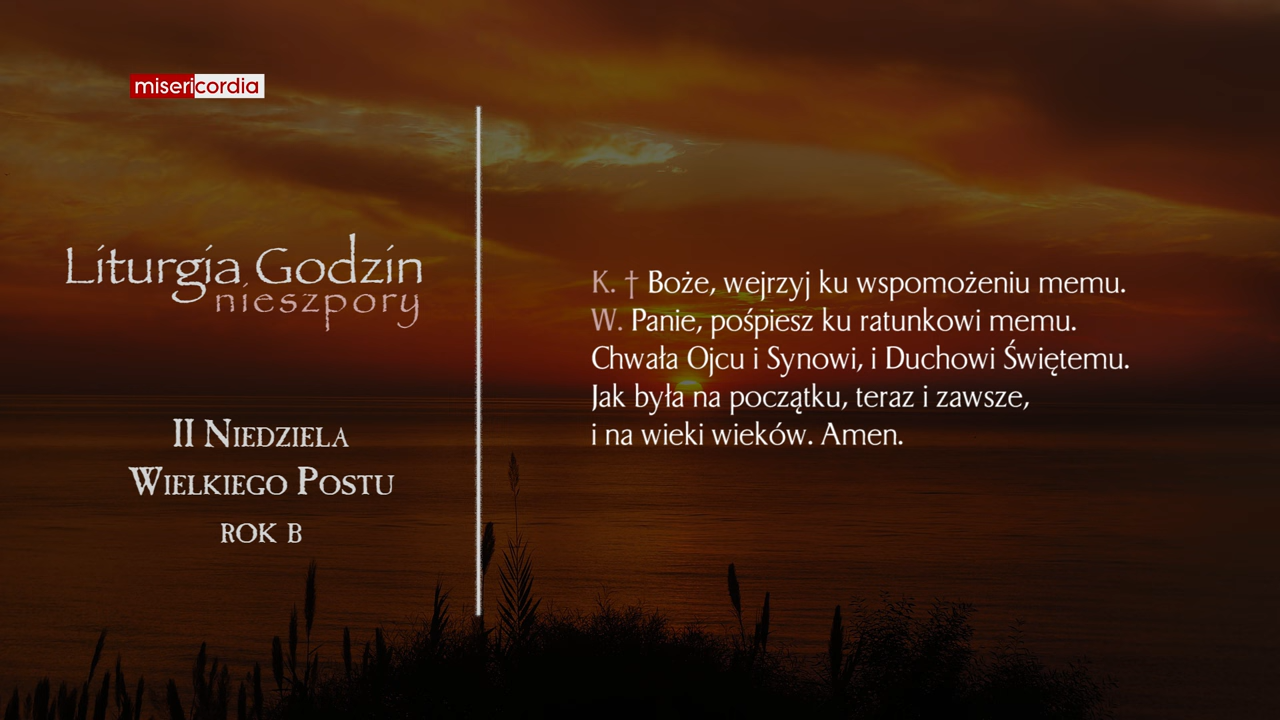 misericordia
Liturgia Godzin
nieszpory
II Niedziela
Wielkiego Postu
rok B
K. † Boże, wejrzyj ku wspomożeniu memu.
W. Panie, pośpiesz ku ratunkowi memu.
Chwała Ojcu i Synowi, i Duchowi Świętemu.
Jak była na początku, teraz i zawsze,
i na wieki wieków. Amen.